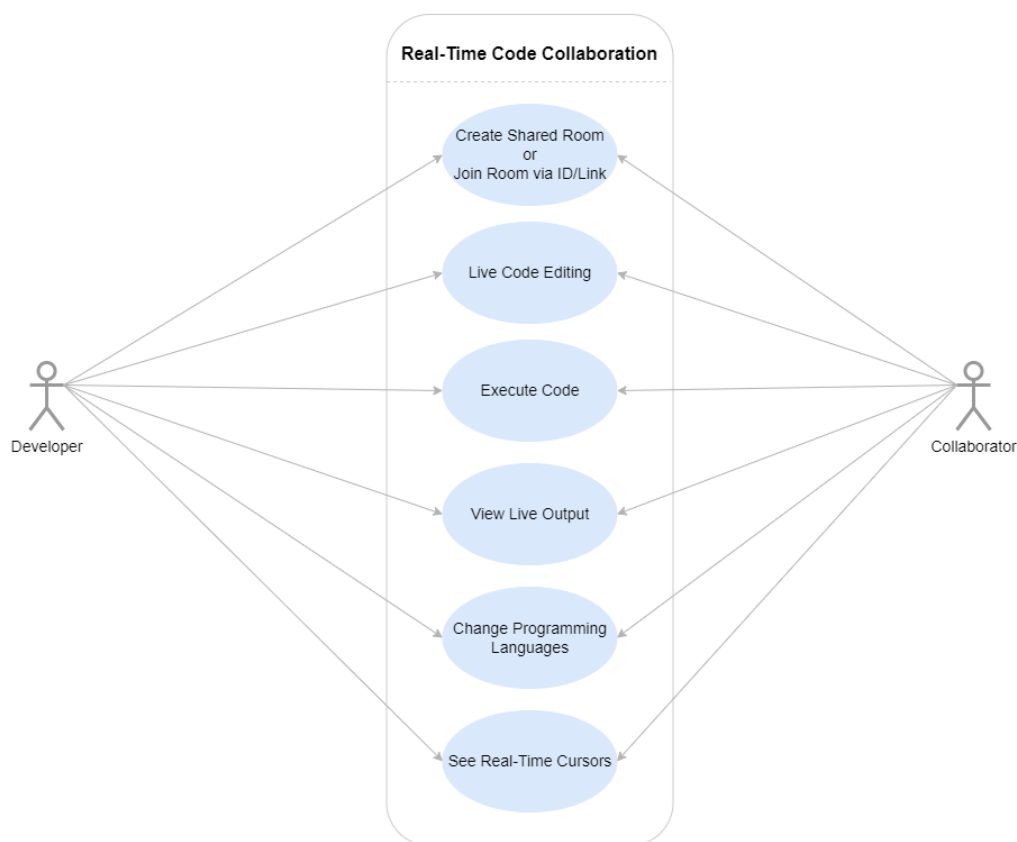 Real-Time Code Collaboration
Create Shared Room
or
Join Room via ID/Link
Live Code Editing
Execute Code
Developer
Collaborator
View Live Output
Change Programming
Languages
See Real-Time Cursors